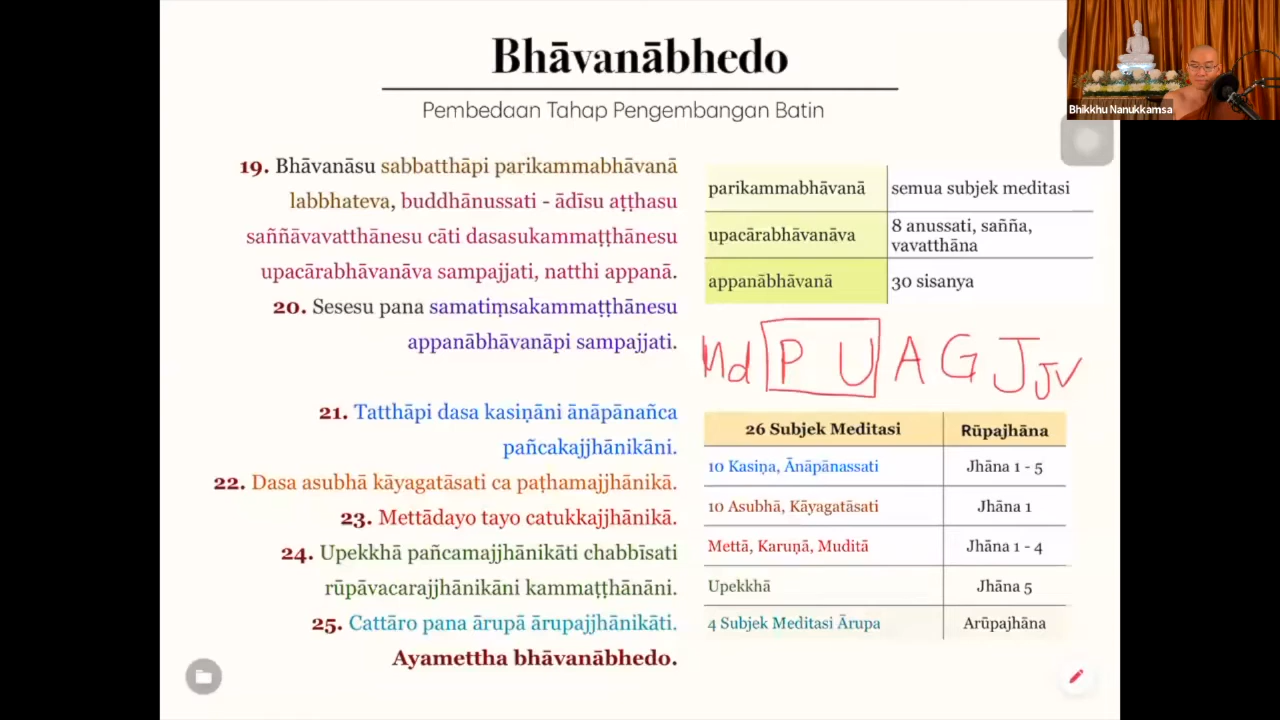 Bhāvanābhedo
Pembedaan Tahap Pengembangan Batin
Bhikkhu Nanukkamsa
19. Bhāvanāsu sabbatthāpi parikammabhāvanā
labbhateva, buddhānussati - ādīsu aṭṭhasu
saññāvavatthānesu cāti dasasukammaṭṭhānesu
upacārabhāvanāva sampajjati, natthi appanā.
20. Sesesu pana samatiṃsakammaṭṭhānesu
appanābhāvanāpi sampajjati.
21. Tatthāpi dasa kasiṇāni ānāpānañca
pañcakajjhānikāni.
22. Dasa asubhā kāyagatāsati ca paṭhamajjhānikā.
23. Mettādayo tayo catukkajjhānikā.
24. Upekkhā pañcamajjhānikāti chabbīsati
rūpāvacarajjhānikāni kammaṭṭhānāni.
25. Cattāro pana ārupā ārupajjhānikāti.
Ayamettha bhāvanābhedo.
parikammabhāvanā semua subjek meditasi
upacārabhāvanāva 8 anussati, sañña,
vavatthāna
appanābhāvanā 30 sisanya
Md P U A G J Jv
26 Subjek Meditasi Rūpajhāna
10 Kasiṇa, Ānāpānassati Jhāna 1 - 5
10 Asubhā, Kāyagatāsati Jhāna 1
Mettā, Karuṇā, Muditā Jhāna 1 - 4
Upekkhā Jhāna 5
4 Subjek Meditasi Ārupa Arūpajhāna